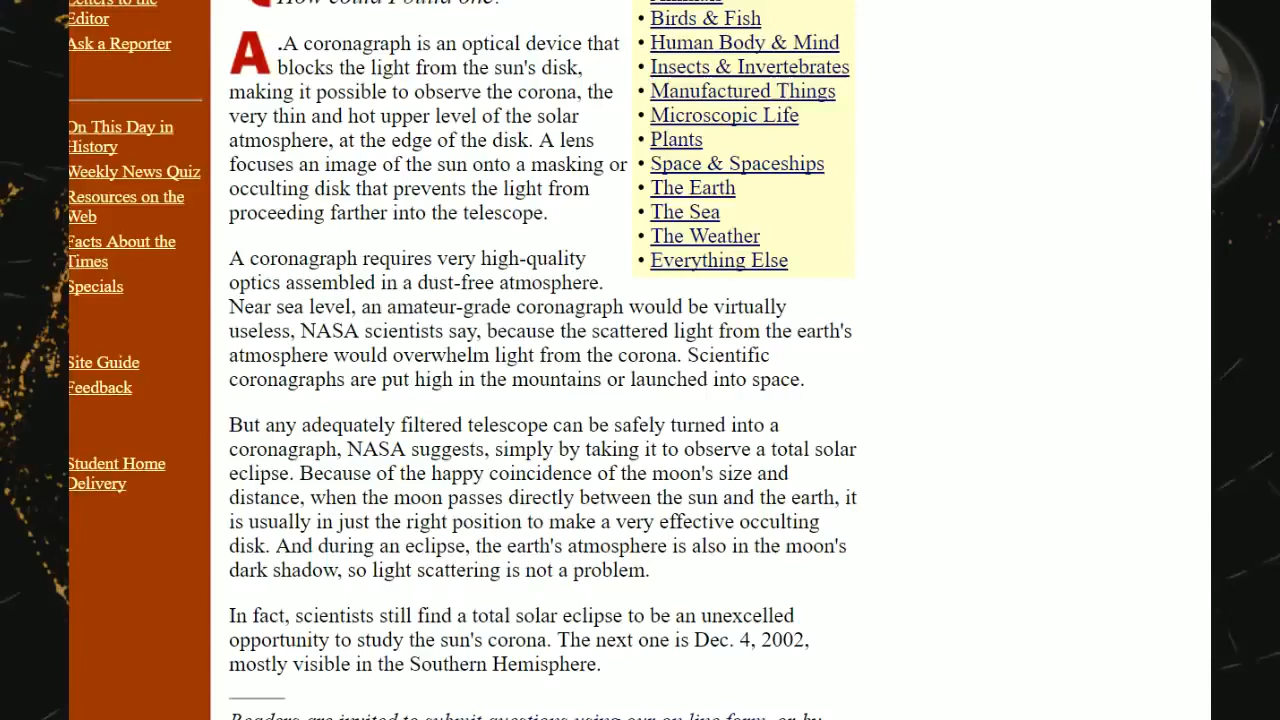 Letters to the
Editor
Ask a Reporter
On This Day in
History
Weekly News Quiz
Resources on the
Web
Facts About the
Times
Specials
Site Guide
Feedback
Student Home
Delivery
How could I build one?
A.A coronagraph is an optical device that
blocks the light from the sun's disk,
making it possible to observe the corona, the
very thin and hot upper level of the solar
atmosphere, at the edge of the disk. A lens
focuses an image of the sun onto a masking or
occulting disk that prevents the light from
proceeding farther into the telescope.
A coronagraph requires very high-quality
optics assembled in a dust-free atmosphere.
Near sea level, an amateur-grade coronagraph would be virtually
useless, NASA scientists say, because the scattered light from the earth's
atmosphere would overwhelm light from the corona. Scientific
coronagraphs are put high in the mountains or launched into space.
But any adequately filtered telescope can be safely turned into a
coronagraph, NASA suggests, simply by taking it to observe a total solar
eclipse. Because of the happy coincidence of the moon's size and
distance, when the moon passes directly between the sun and the earth, it
is usually in just the right position to make a very effective occulting
disk. And during an eclipse, the earth's atmosphere is also in the moon's
dark shadow, so light scattering is not a problem.
In fact, scientists still find a total solar eclipse to be an unexcelled
opportunity to study the sun's corona. The next one is Dec. 4, 2002,
mostly visible in the Southern Hemisphere.
Readers are invited to submit questions using our on-line form, or by
• Birds & Fish
• Human Body & Mind
• Insects & Invertebrates
• Manufactured Things
• Microscopic Life
• Plants
• Space & Spaceships
• The Earth
• The Sea
• The Weather
• Everything Else